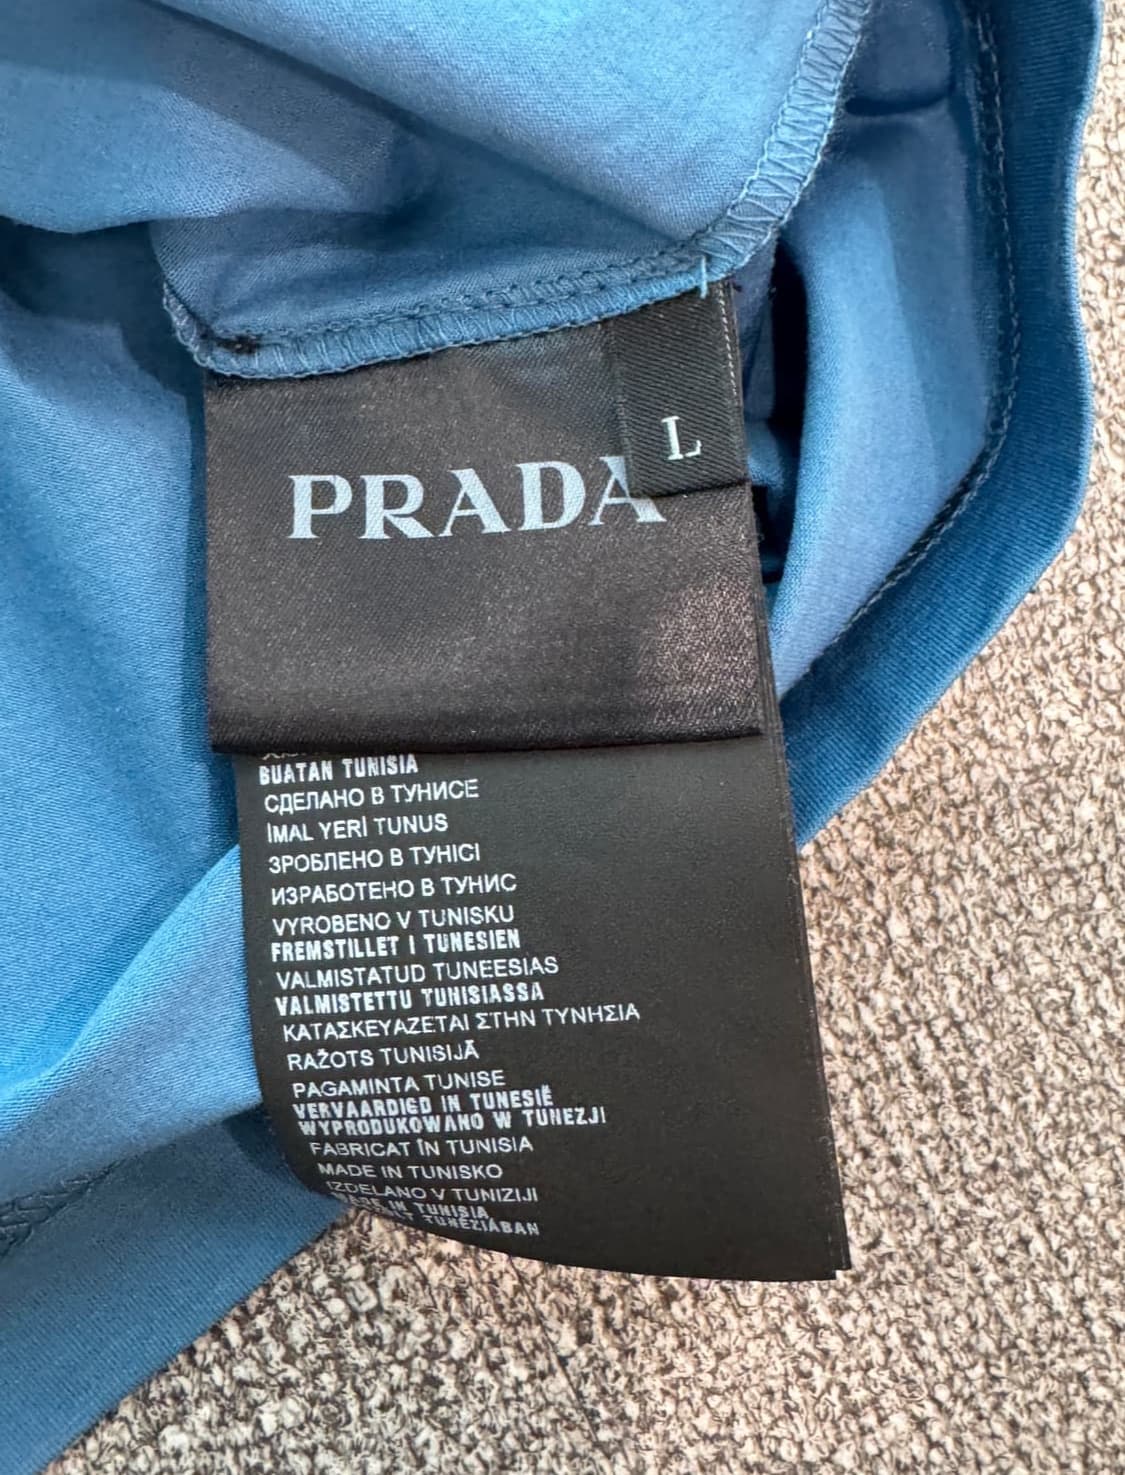 L
PRADA
BUATAN TUNISIA
СДЕЛАНО В ТУНИСЕ
İMAL YERİ TUNUS
ЗРОБЛЕНО В ТУНІСІ
ИЗРАБОТЕНО В ТУНИС
VYROBENO V TUNISKU
FREMSTILLET I TUNESIEN
VALMISTATUD TUNEESIAS
VALMISTETTU TUNISIASSA
ΚΑΤΑΣΚΕΥΑΖΕΤΑΙ ΣΤΗΝ ΤΥΝΗΣΙΑ
RAŽOTS TUNISIJĀ
PAGAMINTA TUNISE
VERVAARDIGD IN TUNESIË
WYPRODUKOWANO W TUNEZJI
FABRICAT ÎN TUNISIA
MADE IN TUNISKO
IZDELANO V TUNIZIJI
MADE IN TUNISIA
TUNÉZIÁBAN